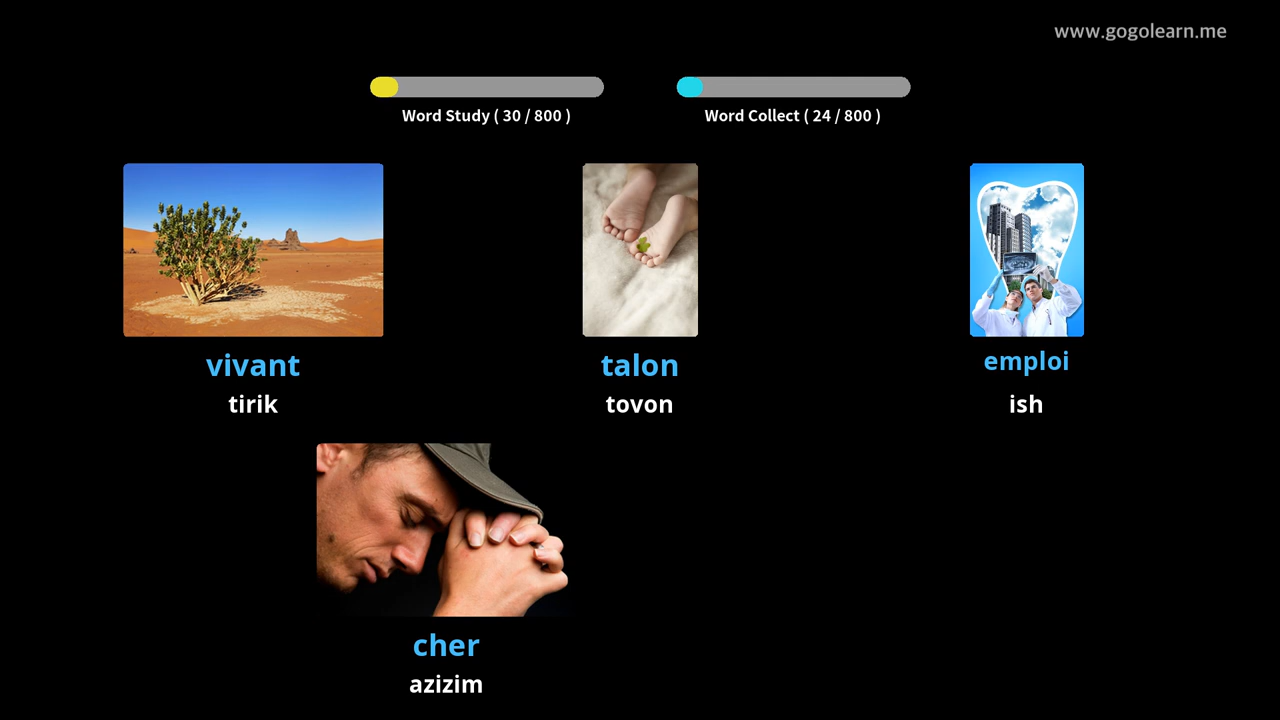 www.gogolearn.me
Word Study ( 30 / 800 )
Word Collect ( 24 / 800 )
vivant
tirik
talon
tovon
emploi
ish
cher
azizim